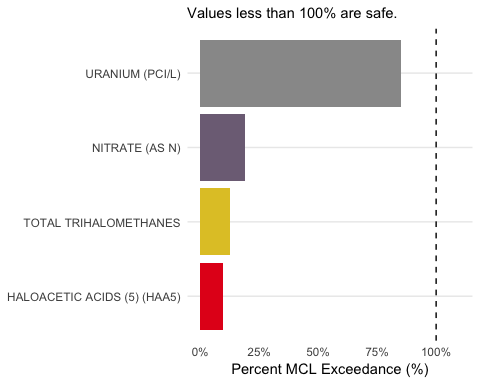 Values less than 100% are safe.
URANIUM (PCI/L)
NITRATE (AS N)
TOTAL TRIHALOMETHANES
HALOACETIC ACIDS (5) (HAA5)
0% 25% 50% 75% 100%
Percent MCL Exceedance (%)